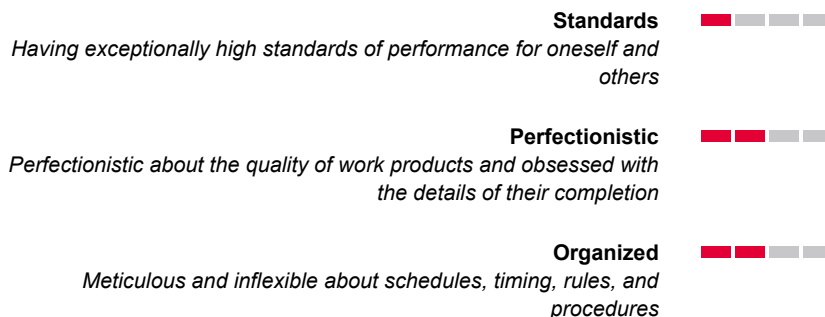 Standards
Having exceptionally high standards of performance for oneself and
others
Perfectionistic
Perfectionistic about the quality of work products and obsessed with
the details of their completion
Organized
Meticulous and inflexible about schedules, timing, rules, and
procedures